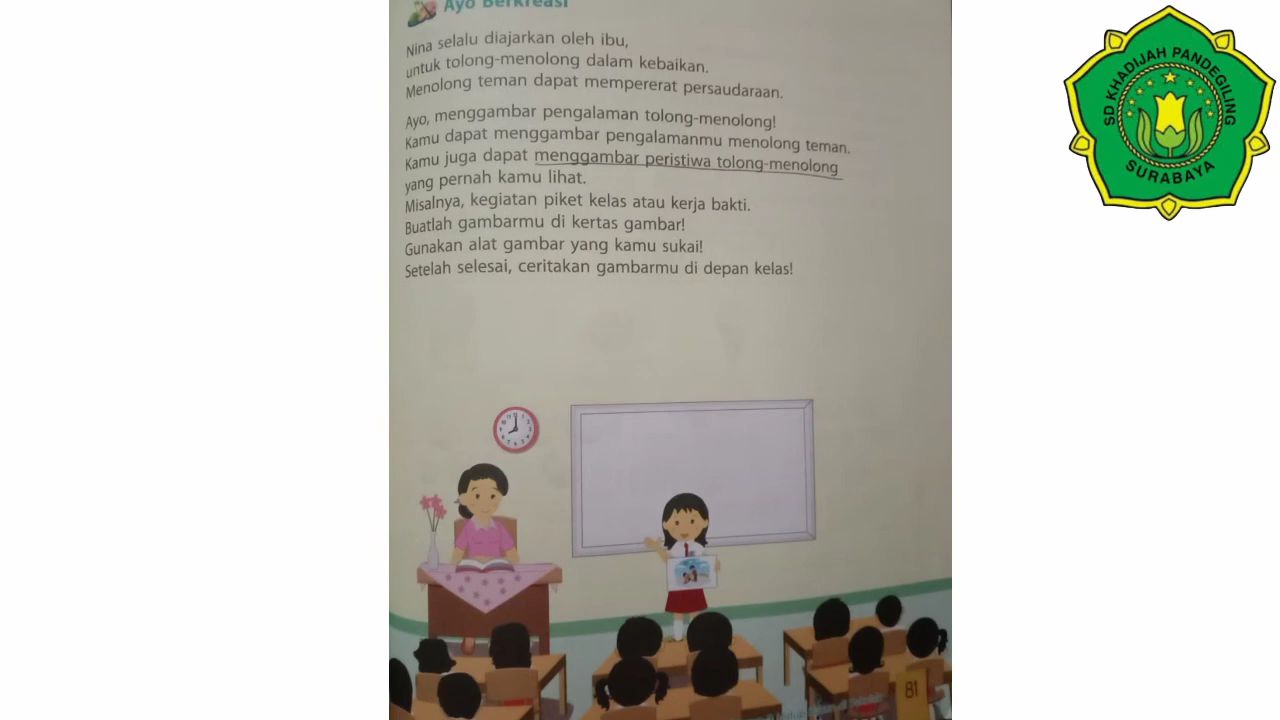 Ayo Berkreasi
Nina selalu diajarkan oleh ibu,
untuk tolong-menolong dalam kebaikan.
Menolong teman dapat mempererat persaudaraan.
Ayo, menggambar pengalaman tolong-menolong!
Kamu dapat menggambar pengalamanmu menolong teman.
Kamu juga dapat menggambar peristiwa tolong-menolong
yang pernah kamu lihat.
Misalnya, kegiatan piket kelas atau kerja bakti.
Buatlah gambarmu di kertas gambar!
Gunakan alat gambar yang kamu sukai!
Setelah selesai, ceritakan gambarmu di depan kelas!
81
SD KHADIJAH PANDEGILING
SURABAYA